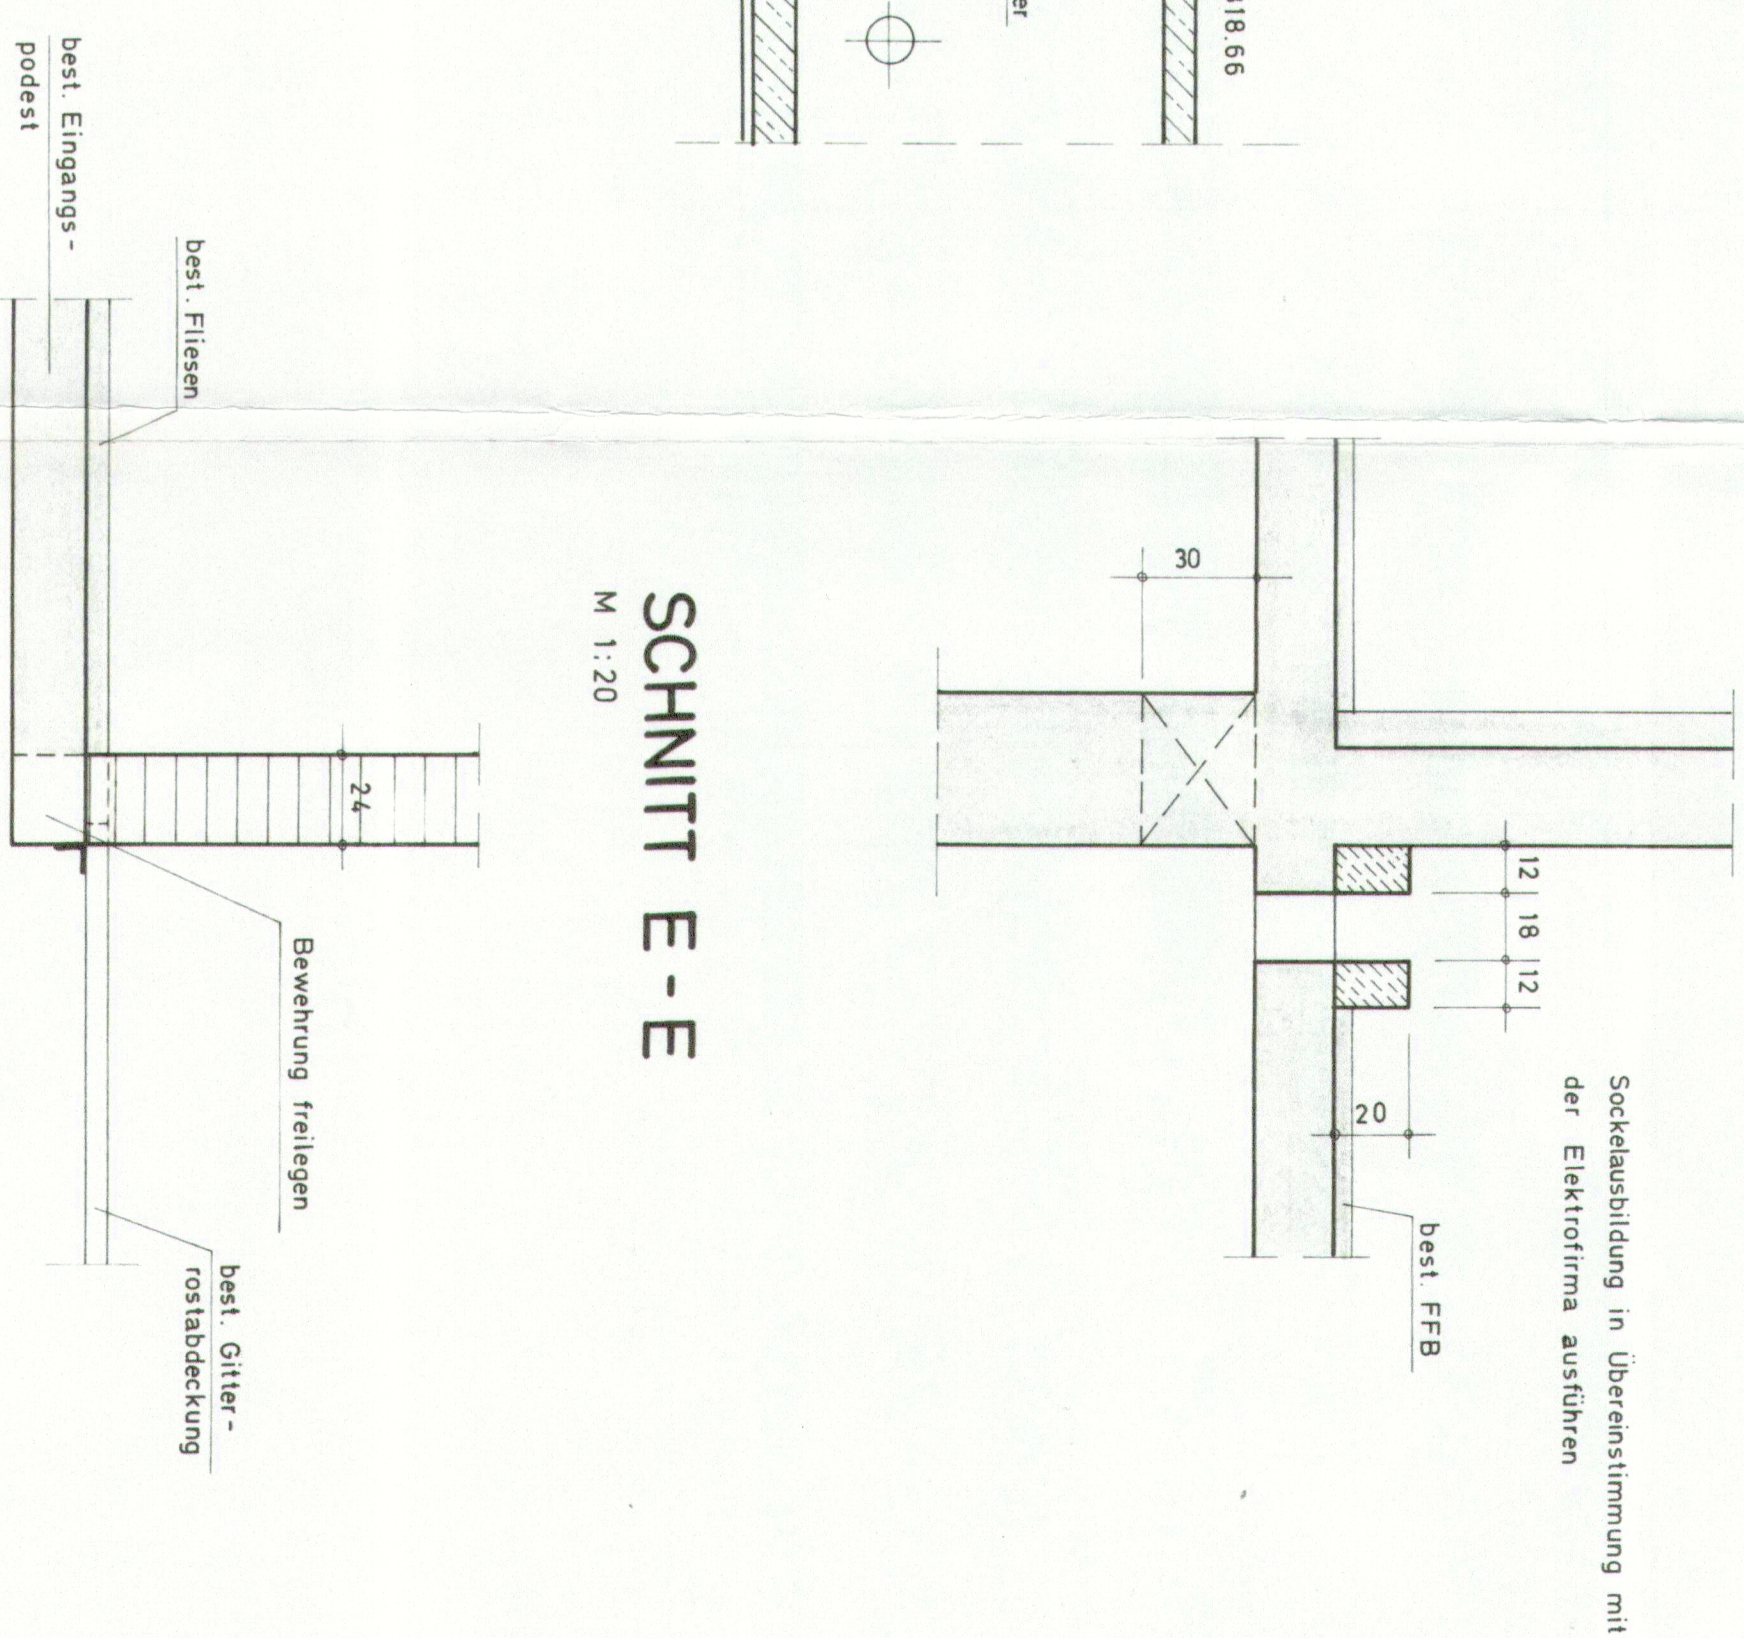 Sockelausbildung in Übereinstimmung mit
der Elektrofirma ausführen
12
18
12
best. FFB
20
30
318.66
SCHNITT E - E
M 1:20
24
Bewehrung freilegen
best. Gitter-
rostabdeckung
best. Fliesen
best. Eingangs-
podest